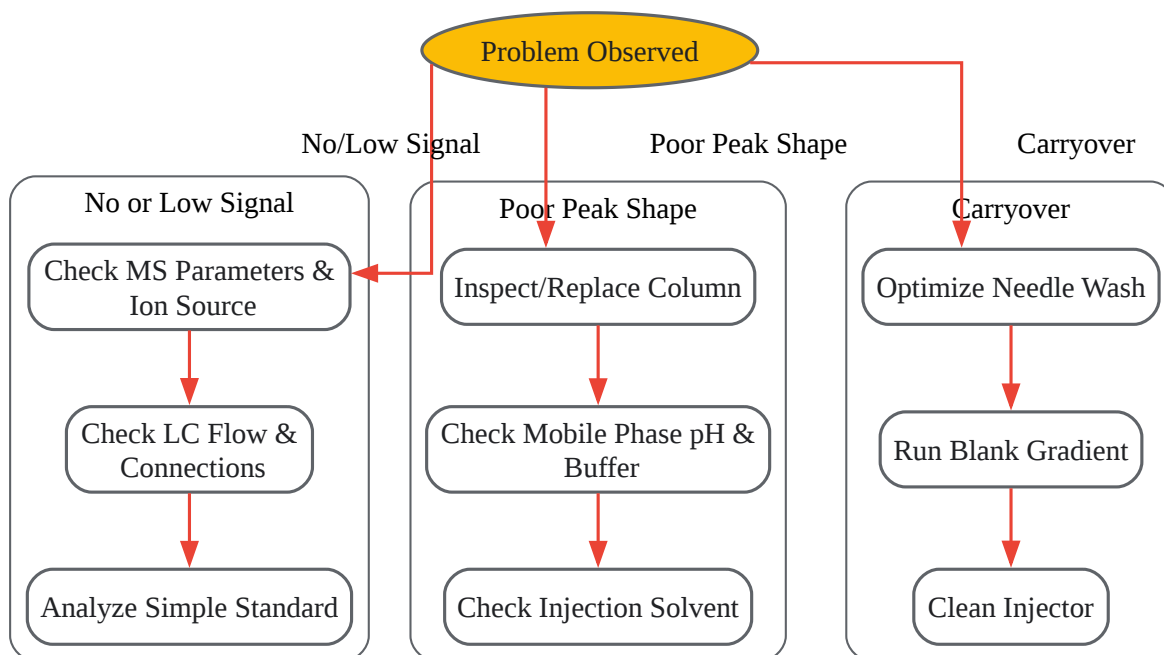 Problem Observed
No/Low Signal
Poor Peak Shape
Carryover
No or Low Signal
Check MS Parameters &
Ion Source
Check LC Flow &
Connections
Analyze Simple Standard
Poor Peak Shape
Inspect/Replace Column
Check Mobile Phase pH &
Buffer
Check Injection Solvent
Carryover
Optimize Needle Wash
Run Blank Gradient
Clean Injector